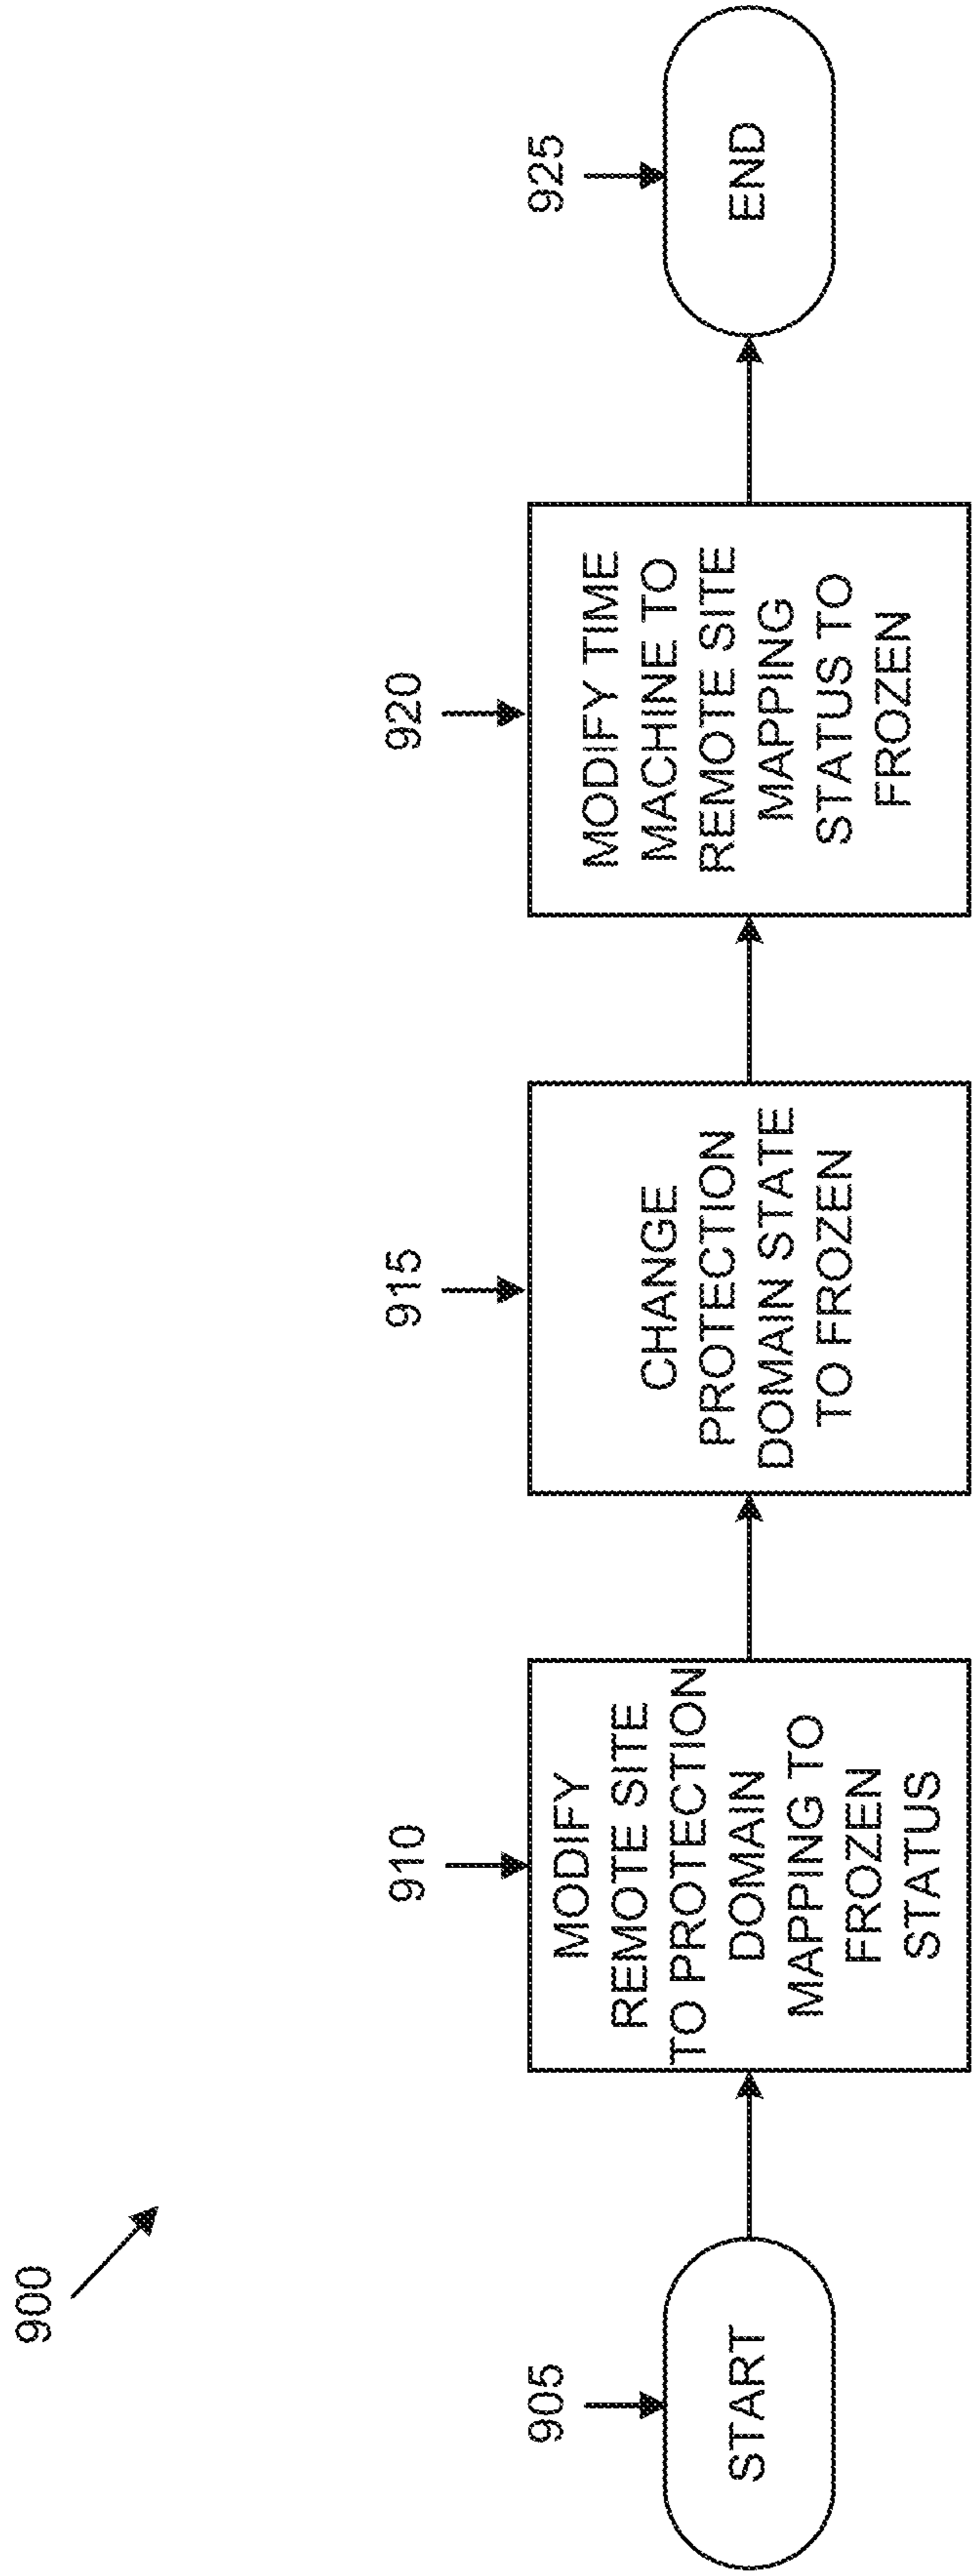 900
905
START
910
MODIFY
REMOTE SITE
TO PROTECTION
DOMAIN
MAPPING TO
FROZEN
STATUS
915
CHANGE
PROTECTION
DOMAIN STATE
TO FROZEN
920
MODIFY TIME
MACHINE TO
REMOTE SITE
MAPPING
STATUS TO
FROZEN
925
END